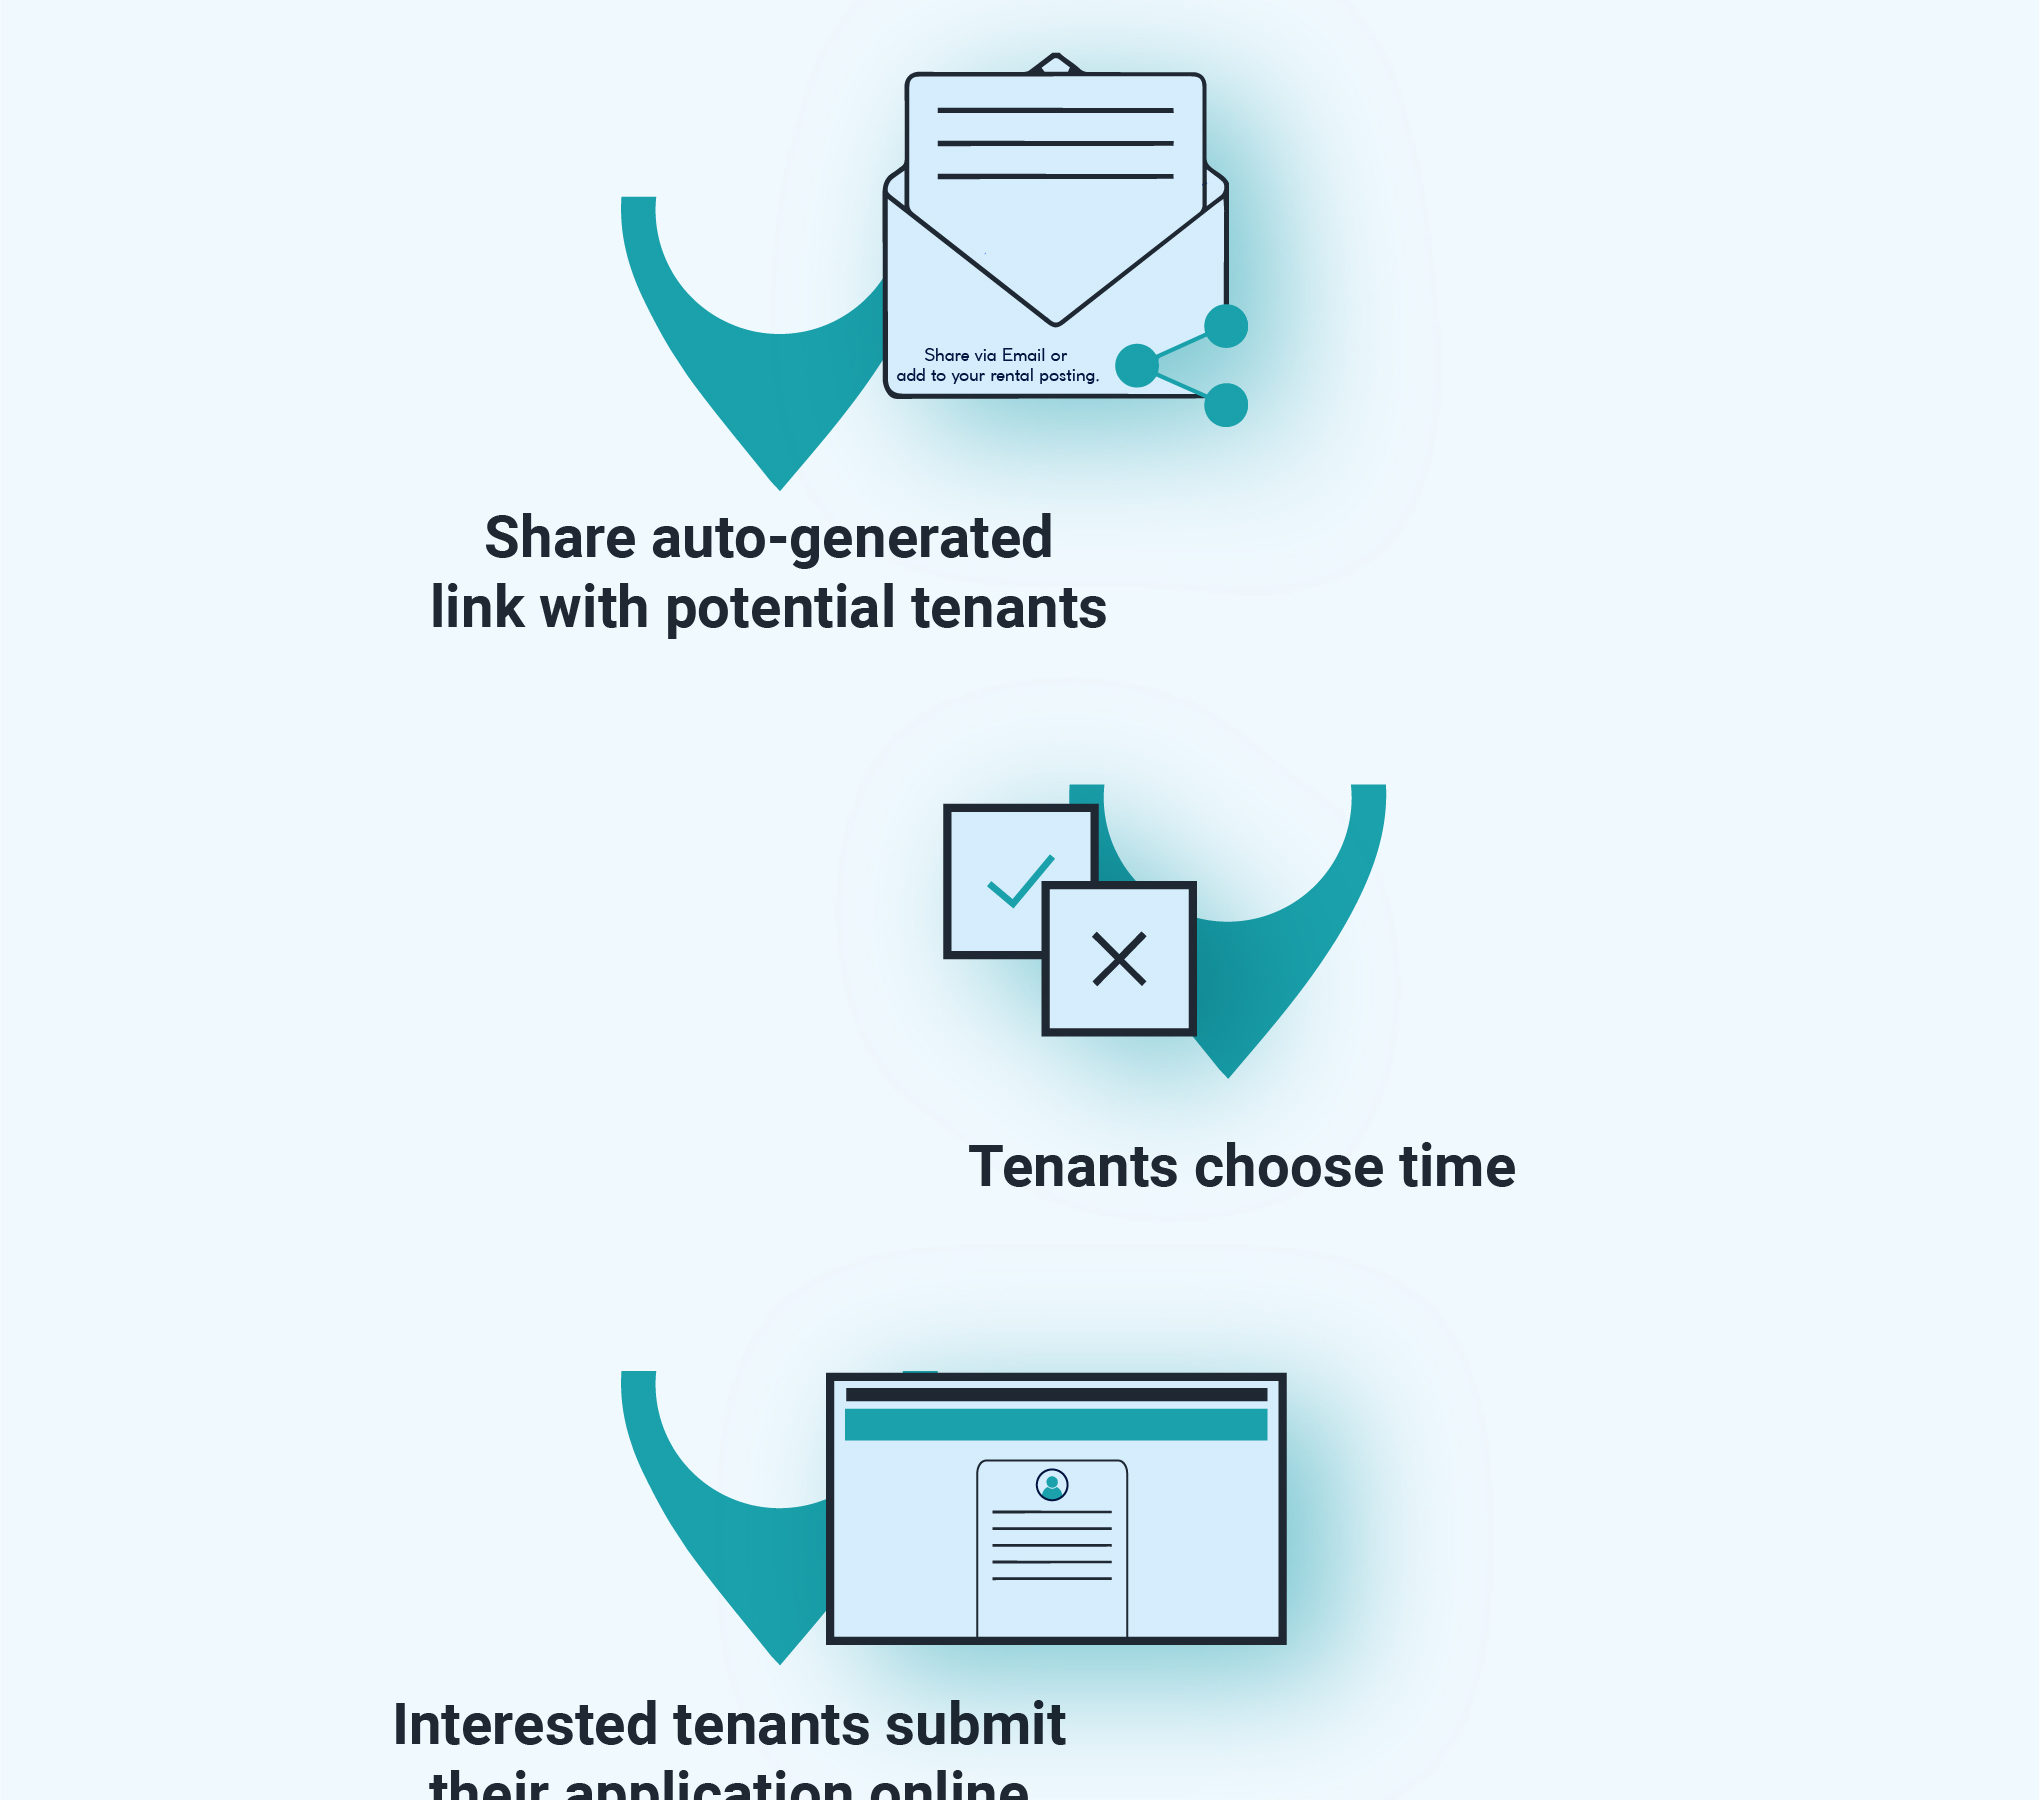 Share via Email or
add to your rental posting.
Share auto-generated
link with potential tenants
Tenants choose time
Interested tenants submit
their application online